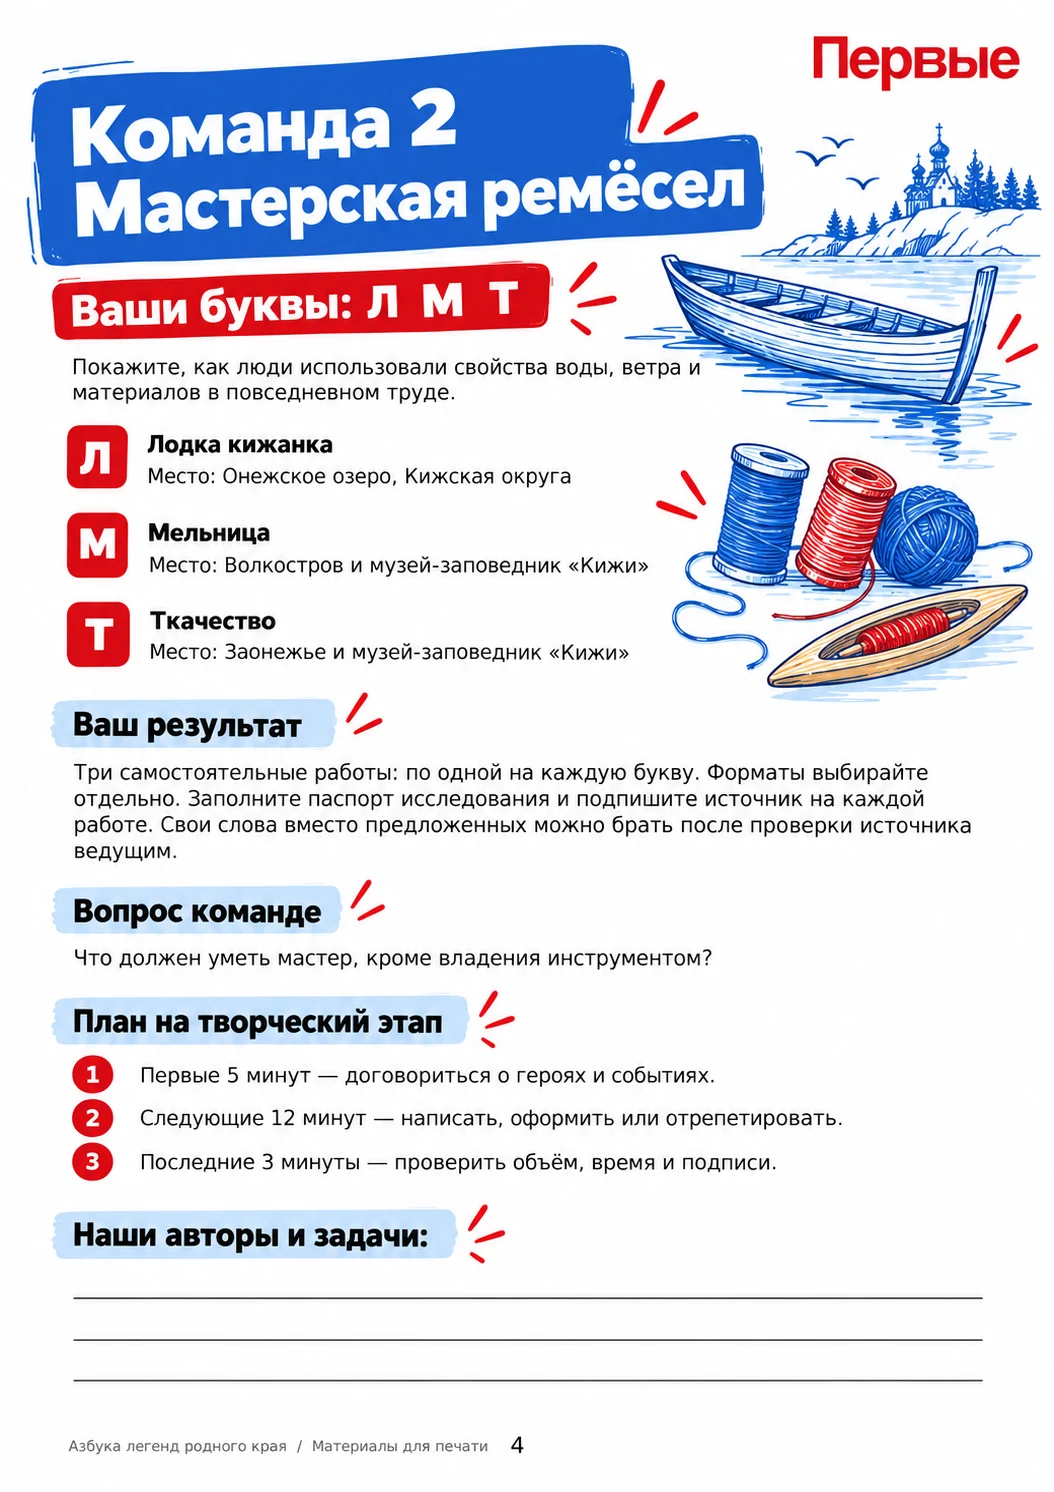 Первые
Команда 2
Мастерская ремёсел
Ваши буквы: Л М Т
Покажите, как люди использовали свойства воды, ветра и
материалов в повседневном труде.
Л
Лодка кижанка
Место: Онежское озеро, Кижская округа
М
Мельница
Место: Волкостров и музей-заповедник «Кижи»
Т
Ткачество
Место: Заонежье и музей-заповедник «Кижи»
Ваш результат
Три самостоятельные работы: по одной на каждую букву. Форматы выбирайте
отдельно. Заполните паспорт исследования и подпишите источник на каждой
работе. Свои слова вместо предложенных можно брать после проверки источника
ведущим.
Вопрос команде
Что должен уметь мастер, кроме владения инструментом?
План на творческий этап
1 Первые 5 минут — договориться о героях и событиях.
2 Следующие 12 минут — написать, оформить или отрепетировать.
3 Последние 3 минуты — проверить объём, время и подписи.
Наши авторы и задачи:
Азбука легенд родного края / Материалы для печати 4